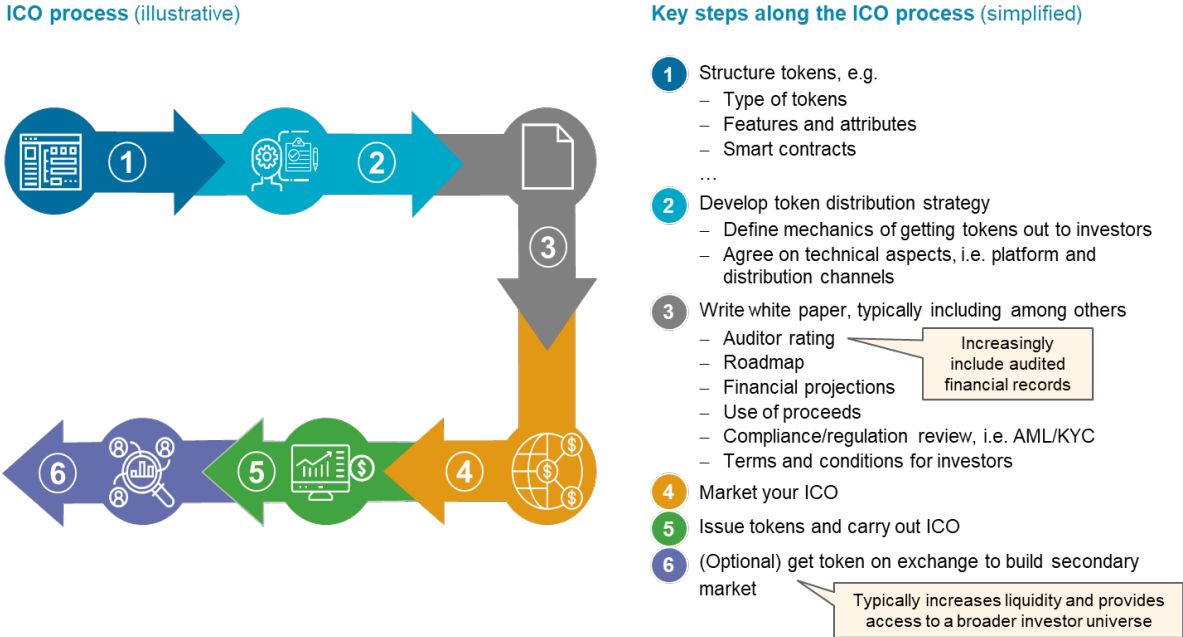 ICO process (illustrative)
1
2
3
4
5
6
Key steps along the ICO process (simplified)
1 Structure tokens, e.g.
– Type of tokens
– Features and attributes
– Smart contracts
…
2 Develop token distribution strategy
– Define mechanics of getting tokens out to investors
– Agree on technical aspects, i.e. platform and
distribution channels
3 Write white paper, typically including among others
– Auditor rating
Increasingly
include audited
financial records
– Roadmap
– Financial projections
– Use of proceeds
– Compliance/regulation review, i.e. AML/KYC
– Terms and conditions for investors
4 Market your ICO
5 Issue tokens and carry out ICO
6 (Optional) get token on exchange to build secondary
market
Typically increases liquidity and provides
access to a broader investor universe